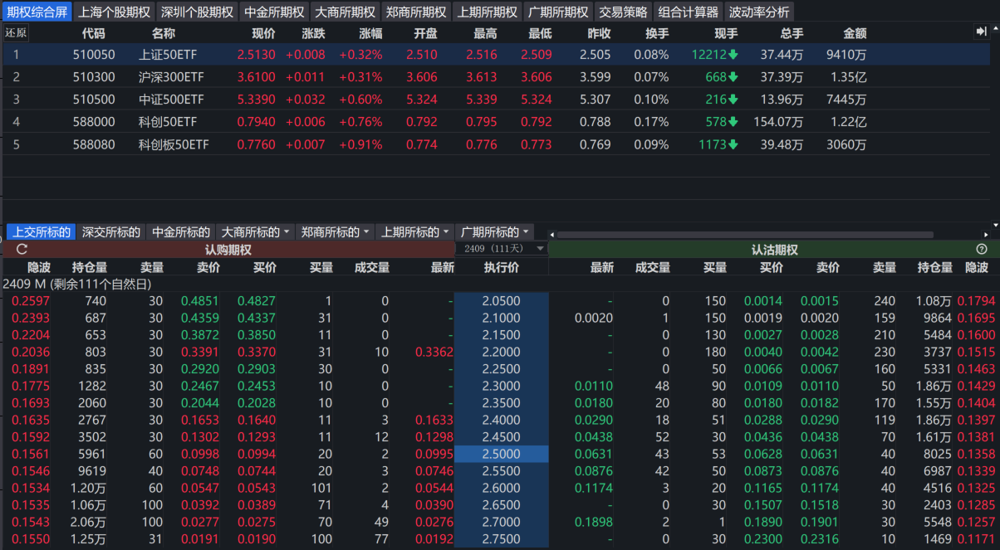 期权综合屏 上海个股期权 深圳个股期权 中金所期权 大商所期权 郑商所期权 上期所期权 广期所期权 交易策略 组合计算器 波动率分析
还原 代码 名称 现价 涨跌 涨幅 开盘 最高 最低 昨收 换手 现手 总手 金额
1 510050 上证50ETF 2.5130 +0.008 +0.32% 2.510 2.516 2.509 2.505 0.08% 12212 37.44万 9410万
2 510300 沪深300ETF 3.6100 +0.011 +0.31% 3.606 3.613 3.606 3.599 0.07% 668 37.39万 1.35亿
3 510500 中证500ETF 5.3390 +0.032 +0.60% 5.324 5.339 5.324 5.307 0.10% 216 13.96万 7445万
4 588000 科创50ETF 0.7940 +0.006 +0.76% 0.792 0.795 0.792 0.788 0.17% 578 154.07万 1.22亿
5 588080 科创板50ETF 0.7760 +0.007 +0.91% 0.774 0.776 0.773 0.769 0.09% 1173 39.48万 3060万
上交所标的 深交所标的 中金所标的 大商所标的 郑商所标的 上期所标的 广期所标的
认购期权 2409 (111天) 认沽期权
隐波 持仓量 卖量 卖价 买价 买量 成交量 最新 执行价 最新 成交量 买量 买价 卖价 卖量 持仓量 隐波
2409 M (剩余111个自然日)
0.2597 740 30 0.4851 0.4827 1 0 - 2.0500 - 0 150 0.0014 0.0015 240 1.08万 0.1794
0.2393 687 30 0.4359 0.4337 31 0 - 2.1000 0.0020 1 150 0.0019 0.0020 159 9864 0.1695
0.2204 653 30 0.3872 0.3850 11 0 - 2.1500 - 0 130 0.0027 0.0028 210 5484 0.1600
0.2036 803 30 0.3391 0.3370 31 10 0.3362 2.2000 - 0 180 0.0040 0.0042 230 3737 0.1515
0.1891 835 30 0.2920 0.2903 30 0 - 2.2500 - 0 50 0.0066 0.0067 160 5331 0.1463
0.1775 1282 30 0.2467 0.2453 10 0 - 2.3000 0.0110 48 90 0.0109 0.0110 50 1.86万 0.1429
0.1693 2060 30 0.2044 0.2028 10 0 - 2.3500 0.0180 20 80 0.0180 0.0182 170 1.55万 0.1404
0.1635 2767 30 0.1653 0.1640 11 3 0.1633 2.4000 0.0290 18 51 0.0288 0.0290 119 1.86万 0.1397
0.1592 3502 30 0.1302 0.1293 11 12 0.1298 2.4500 0.0438 52 30 0.0436 0.0438 70 1.61万 0.1381
0.1561 5961 60 0.0998 0.0994 20 2 0.0995 2.5000 0.0631 43 53 0.0628 0.0631 40 8025 0.1358
0.1546 9619 40 0.0748 0.0744 20 3 0.0746 2.5500 0.0876 42 50 0.0873 0.0876 40 6987 0.1339
0.1534 1.20万 60 0.0547 0.0543 101 2 0.0544 2.6000 0.1174 3 20 0.1165 0.1174 40 4516 0.1325
0.1535 1.06万 100 0.0392 0.0389 71 4 0.0390 2.6500 - 0 30 0.1507 0.1518 30 2403 0.1285
0.1543 2.06万 100 0.0277 0.0275 70 49 0.0276 2.7000 0.1898 2 1 0.1890 0.1901 30 5548 0.1257
0.1550 1.25万 31 0.0191 0.0190 100 77 0.0192 2.7500 - 0 30 0.2300 0.2316 10 1469 0.1171